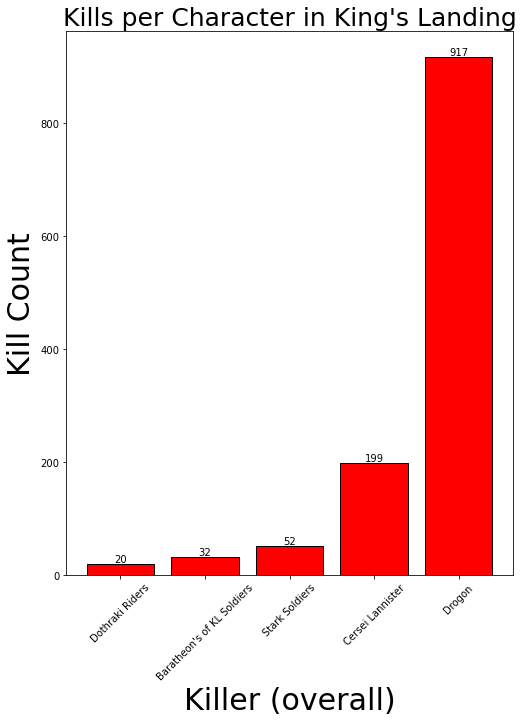 Kills per Character in King's Landing
917
800
600
Kill Count
400
200
199
52
32
20
0
Dothraki Riders
Baratheon's of KL Soldiers
Stark Soldiers
Cersei Lannister
Drogon
Killer (overall)